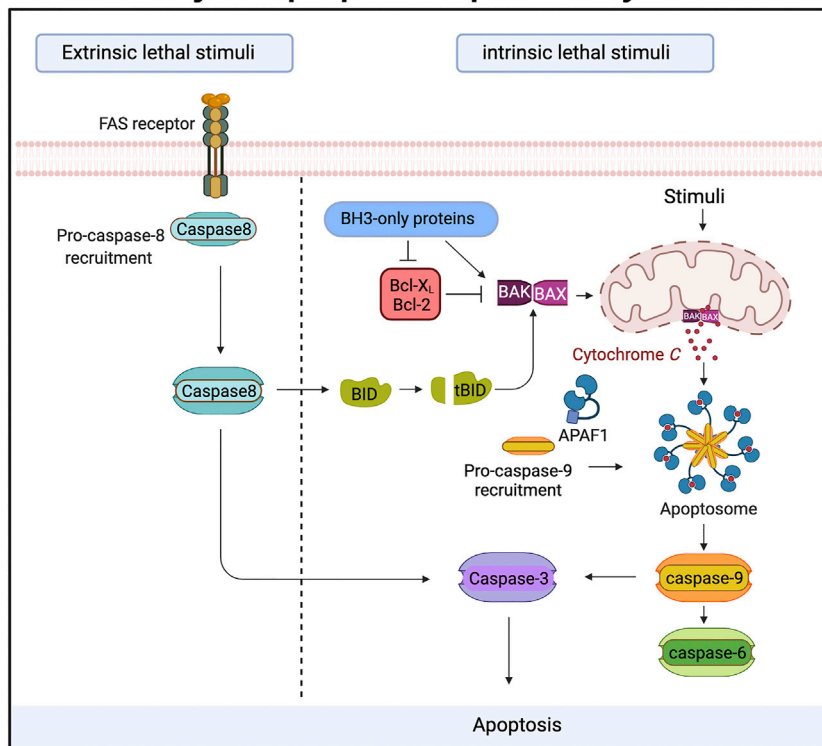 Extrinsic lethal stimuli
intrinsic lethal stimuli
FAS receptor
Caspase8
Pro-caspase-8
recruitment
Stimuli
BH3-only proteins
Bcl-XL
Bcl-2
BAK BAX
BAK BAX
Cytochrome C
Caspase8
BID
tBID
APAF1
Pro-caspase-9
recruitment
Apoptosome
Caspase-3
caspase-9
caspase-6
Apoptosis